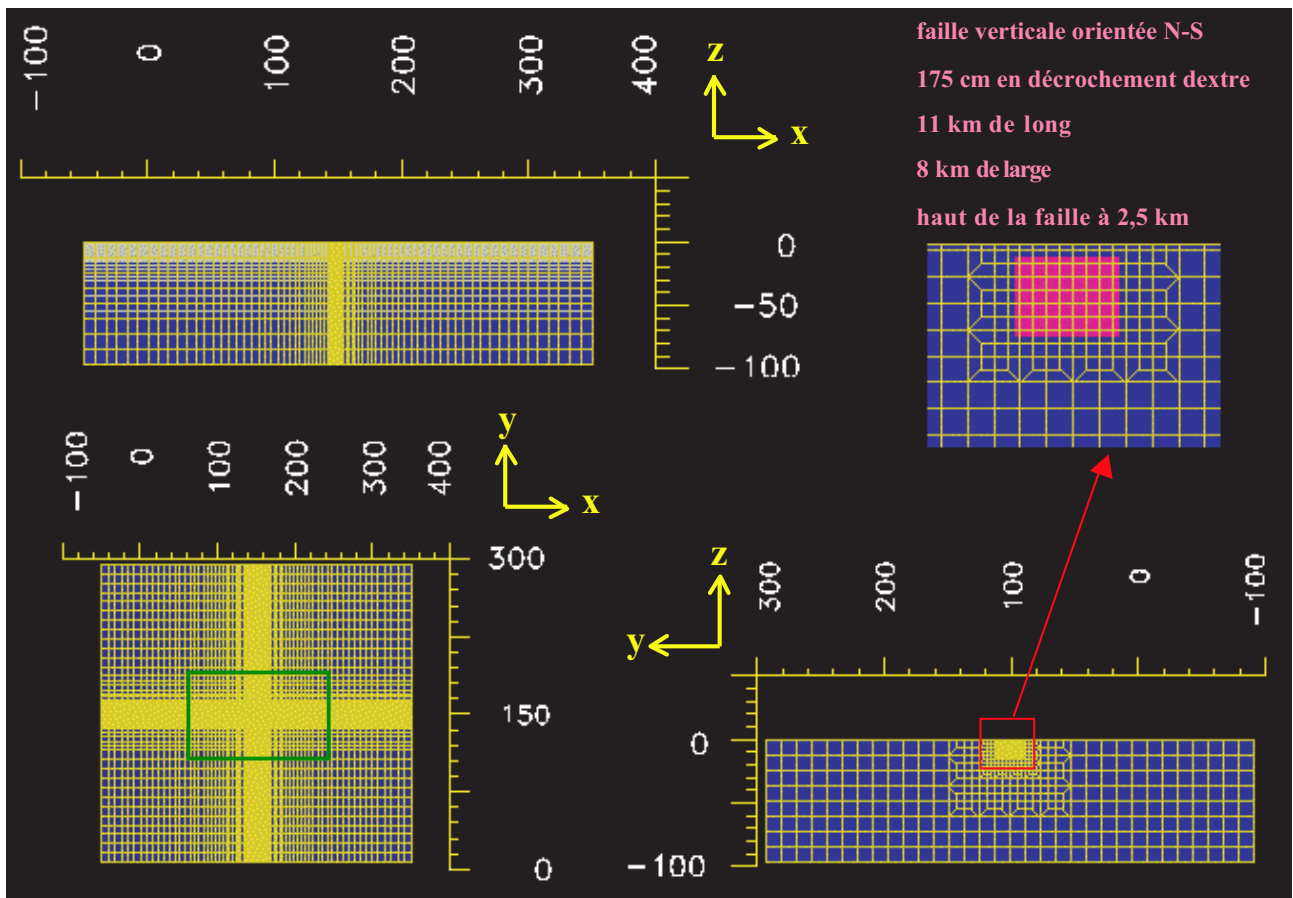 -100
0
100
200
300
400
z
x
0
-50
-100
faille verticale orientée N-S
175 cm en décrochement dextre
11 km de long
8 km de large
haut de la faille à 2,5 km
-100
0
100
200
300
400
y
x
300
150
0
z
y
300
200
100
0
-100
0
-100